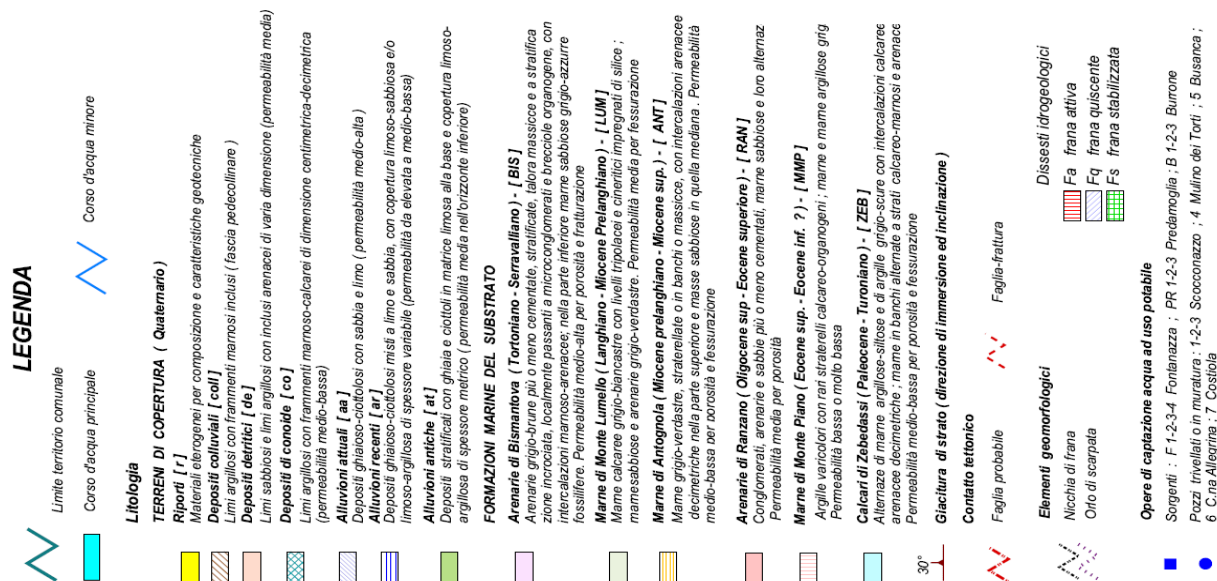 LEGENDA
Limite territorio comunale
Corso d'acqua minore
Corso d'acqua principale
Litologia
TERRENI DI COPERTURA ( Quaternario )
Riporti [ r ]
Materiali eterogenei per composizione e caratteristiche geotecniche
Depositi colluviali [ coll ]
Limi argillosi con frammenti marnosi inclusi ( fascia pedecollinare )
Depositi detritici [ de ]
Limi sabbiosi e limi argillosi con inclusi arenacei di varia dimensione (permeabilità media)
Depositi di conoide [ co ]
Limi argillosi con frammenti marnoso-calcarei di dimensione centimetrica-decimetrica
(permeabilità medio-bassa)
Alluvioni attuali [ aa ]
Depositi ghiaioso-ciottolosi con sabbia e limo ( permeabilità medio-alta )
Alluvioni recenti [ ar ]
Depositi ghiaioso-ciottolosi misti a limo e sabbia, con copertura limoso-sabbiosa e/o
limoso-argillosa di spessore variabile (permeabilità da elevata a medio-bassa)
Alluvioni antiche [ at ]
Depositi stratificati con ghiaia e ciottoli in matrice limosa alla base e copertura limoso-
argillosa di spessore metrico ( permeabilità media nell'orizzonte inferiore)
FORMAZIONI MARINE DEL SUBSTRATO
Arenarie di Bismantova ( Tortoniano - Serravalliano ) - [ BIS ]
Arenarie grigio-brune più o meno cementate, stratificate, talora massicce e a stratifica
zione incrociata, localmente passanti a microconglomerati e brecciole organogene, con
intercalazioni marnoso-arenacee; nella parte inferiore marne sabbiose grigio-azzurre
fossilifere. Permeabilità medio-alta per porosità e fratturazione
Marne di Monte Lumello ( Langhiano - Miocene Prelanghiano ) - [ LUM ]
Marne calcaree grigio-biancastre con livelli tripolacei e cineritici impregnati di silice ;
marnesabbiose e arenarie grigio-verdastre. Permeabilità media per fessurazione
Marne di Antognola ( Miocene prelanghiano - Miocene sup. ) - [ ANT ]
Marne grigio-verdastre, straterellate o in banchi o massicce, con intercalazioni arenacee
decimetriche nella parte superiore e masse sabbiose in quella mediana . Permeabilità
medio-bassa per porosità e fessurazione
Arenarie di Ranzano ( Oligocene sup - Eocene superiore ) - [ RAN ]
Conglomerati, arenarie e sabbie più o meno cementati, marne sabbiose e loro alternaz
Permeabilità media per porosità
Marne di Monte Piano ( Eocene sup. - Eocene inf. ? ) - [ MMP ]
Argille varicolori con rari straterelli calcareo-organogeni ; marne e marne argillose grig
Permeabilità bassa o molto bassa
Calcari di Zebedassi ( Paleocene - Turoniano ) - [ ZEB ]
Alternaze di marne argillose-siltose e di argille grigio-scure con intercalazioni calcaree
arenacee decimetriche ; marne in banchi alternate a strati calcareo-marnosi e arenace
Permeabilità medio-bassa per porosità e fessurazione
30°
Giacitura di strato ( direzione di immersione ed inclinazione )
Contatto tettonico
Faglia probabile
Faglia-frattura
Elementi geomorfologici
Nicchia di frana
Orlo di scarpata
Dissesti idrogeologici
Fa frana attiva
Fq frana quiscente
Fs frana stabilizzata
Opere di captazione acqua ad uso potabile
Sorgenti : F 1-2-3-4 Fontanazza ; PR 1-2-3 Predamoglia ; B 1-2-3 Burrone
Pozzi trivellati o in muratura : 1-2-3 Scocconazzo ; 4 Mulino dei Torti ; 5 Busanca ;
6 C.na Allegrina ; 7 Costiola